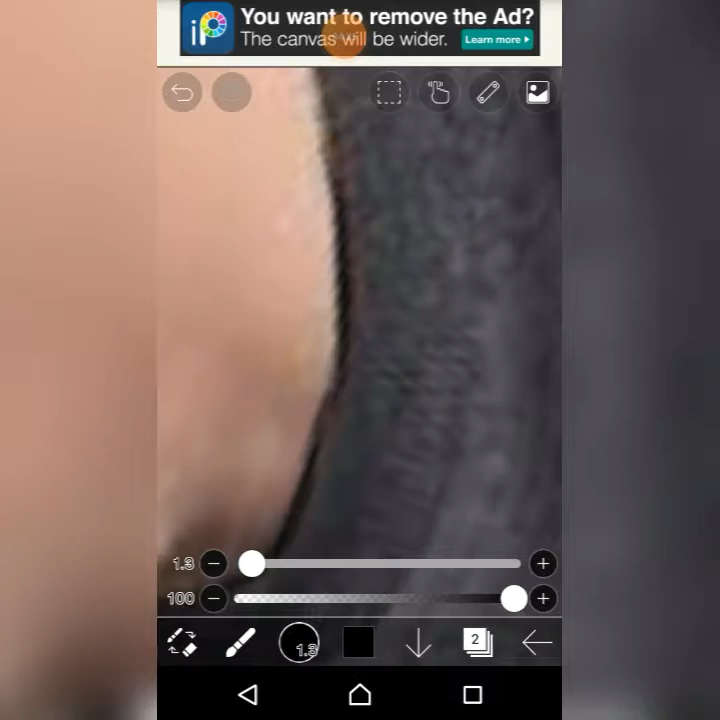 iP
You want to remove the Ad?
The canvas will be wider.
Learn more
1.3
100
1.3
2